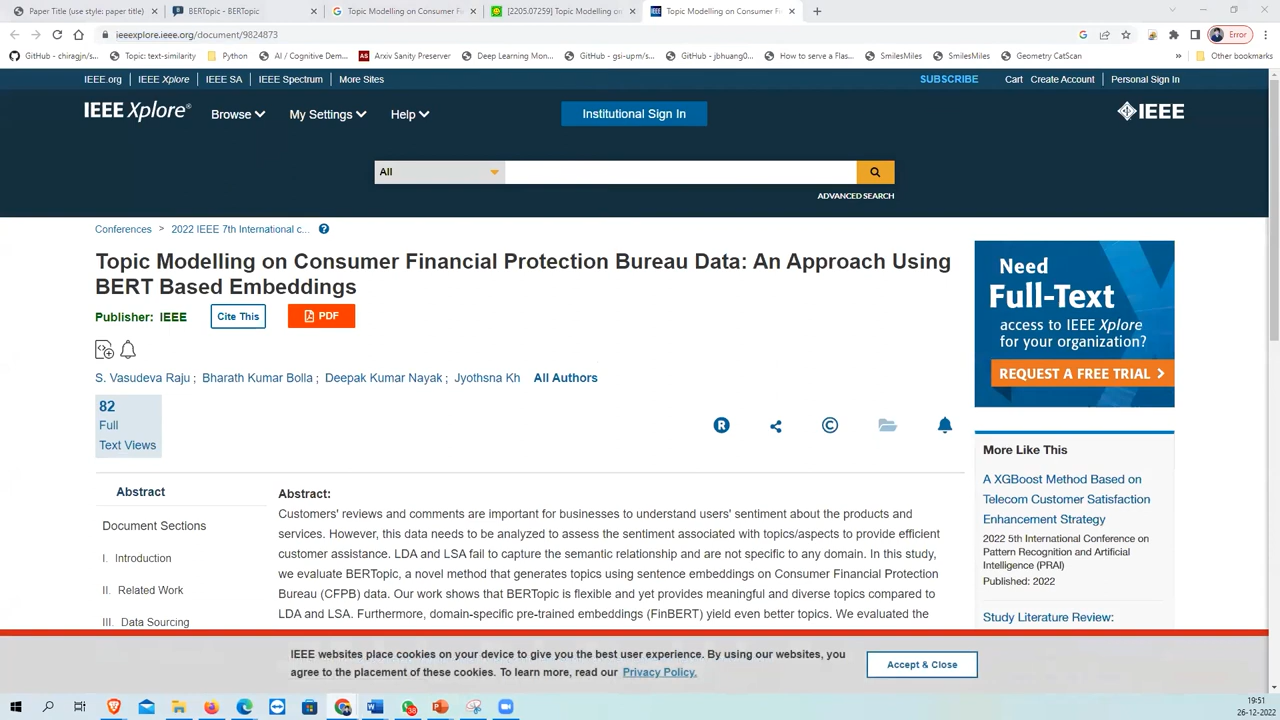 Paper Title (use style: paper title)
BERTopic - BERTopic
Topic Modelling on Consumer Fi
[2205.07259] Topic Modelling on
Topic Modelling on Consumer F
ieeexplore.ieee.org/document/9824873
Error
GitHub - chiragjn/s...
Topic: text-similarity
Python
AI / Cognitive Dem...
Arxiv Sanity Preserver
Deep Learning Mon...
GitHub - gsi-upm/s...
GitHub - jbhuang0...
How to serve a Flas...
SmilesMiles
SmilesMiles
Geometry CatScan
»
Other bookmarks
IEEE.org
IEEE Xplore
IEEE SA
IEEE Spectrum
More Sites
SUBSCRIBE
Cart
Create Account
Personal Sign In
IEEE Xplore®
Browse
My Settings
Help
Institutional Sign In
IEEE
All
ADVANCED SEARCH
Conferences > 2022 IEEE 7th International c...
Topic Modelling on Consumer Financial Protection Bureau Data: An Approach Using
BERT Based Embeddings
Publisher: IEEE
Cite This
PDF
S. Vasudeva Raju ; Bharath Kumar Bolla ; Deepak Kumar Nayak ; Jyothsna Kh All Authors
82
Full
Text Views
R
©
Need
Full-Text
access to IEEE Xplore
for your organization?
REQUEST A FREE TRIAL >
Abstract
Document Sections
I. Introduction
II. Related Work
III. Data Sourcing
Abstract:
Customers' reviews and comments are important for businesses to understand users' sentiment about the products and
services. However, this data needs to be analyzed to assess the sentiment associated with topics/aspects to provide efficient
customer assistance. LDA and LSA fail to capture the semantic relationship and are not specific to any domain. In this study,
we evaluate BERTopic, a novel method that generates topics using sentence embeddings on Consumer Financial Protection
Bureau (CFPB) data. Our work shows that BERTopic is flexible and yet provides meaningful and diverse topics compared to
LDA and LSA. Furthermore, domain-specific pre-trained embeddings (FinBERT) yield even better topics. We evaluated the
More Like This
A XGBoost Method Based on
Telecom Customer Satisfaction
Enhancement Strategy
2022 5th International Conference on
Pattern Recognition and Artificial
Intelligence (PRAI)
Published: 2022
Study Literature Review:
IEEE websites place cookies on your device to give you the best user experience. By using our websites, you
agree to the placement of these cookies. To learn more, read our Privacy Policy.
Accept & Close
19:51
26-12-2022